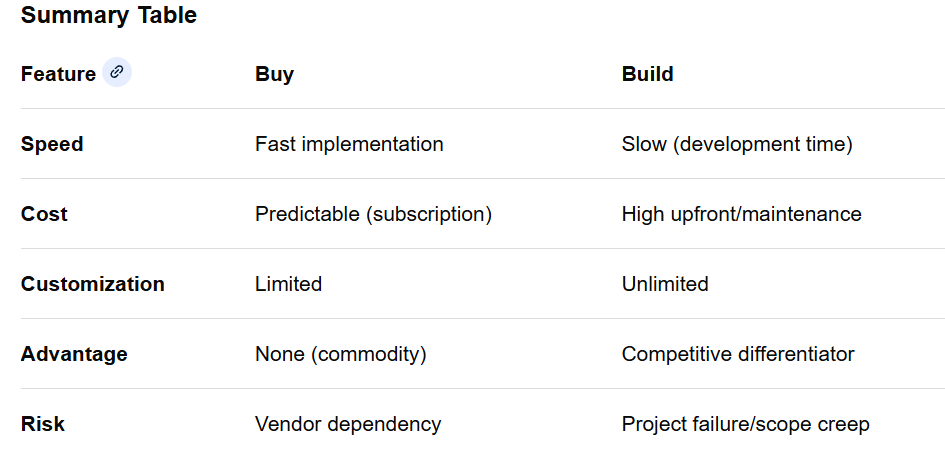 Summary Table
Feature Buy Build
Speed Fast implementation Slow (development time)
Cost Predictable (subscription) High upfront/maintenance
Customization Limited Unlimited
Advantage None (commodity) Competitive differentiator
Risk Vendor dependency Project failure/scope creep